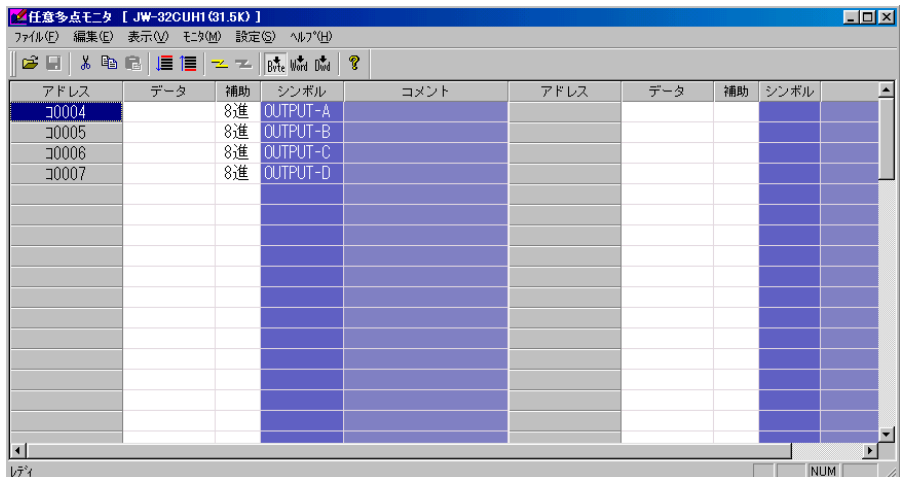 任意多点モニタ [ JW-32CUH1(31.5K) ]
ファイル(F) 編集(E) 表示(V) モニタ(M) 設定(S) ヘルプ(H)
Byte Word Dwd
アドレス データ 補助 シンボル コメント アドレス データ 補助 シンボル
コ0004 8進 OUTPUT-A
コ0005 8進 OUTPUT-B
コ0006 8進 OUTPUT-C
コ0007 8進 OUTPUT-D
レディ NUM